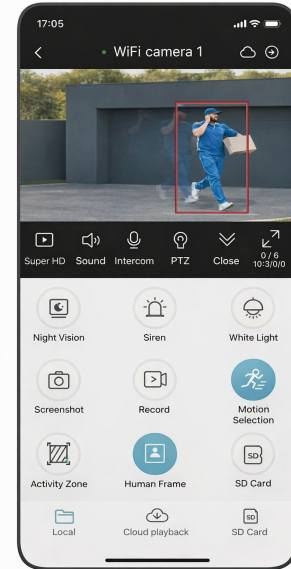 17:05
WiFi camera 1
Super HD Sound Intercom PTZ Close 0 / 6
10:3/0/0
Night Vision Siren White Light
Screenshot Record Motion
Selection
Activity Zone Human Frame SD Card
SD
SD
Local Cloud playback SD Card